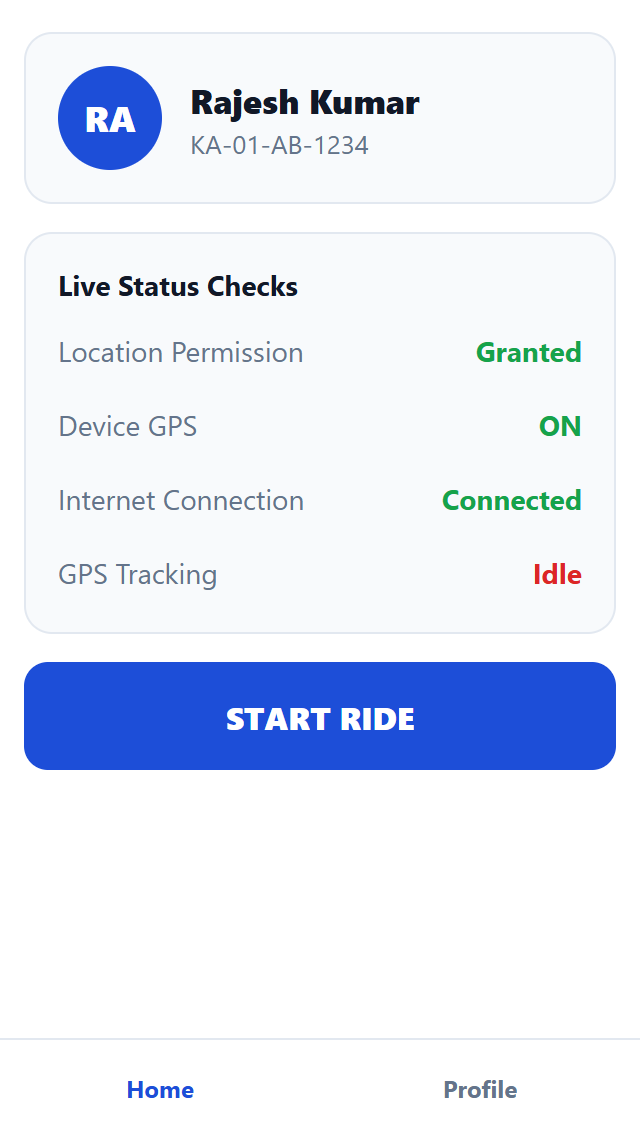 RA
Rajesh Kumar
KA-01-AB-1234
Live Status Checks
Location Permission Granted
Device GPS ON
Internet Connection Connected
GPS Tracking Idle
START RIDE
Home Profile